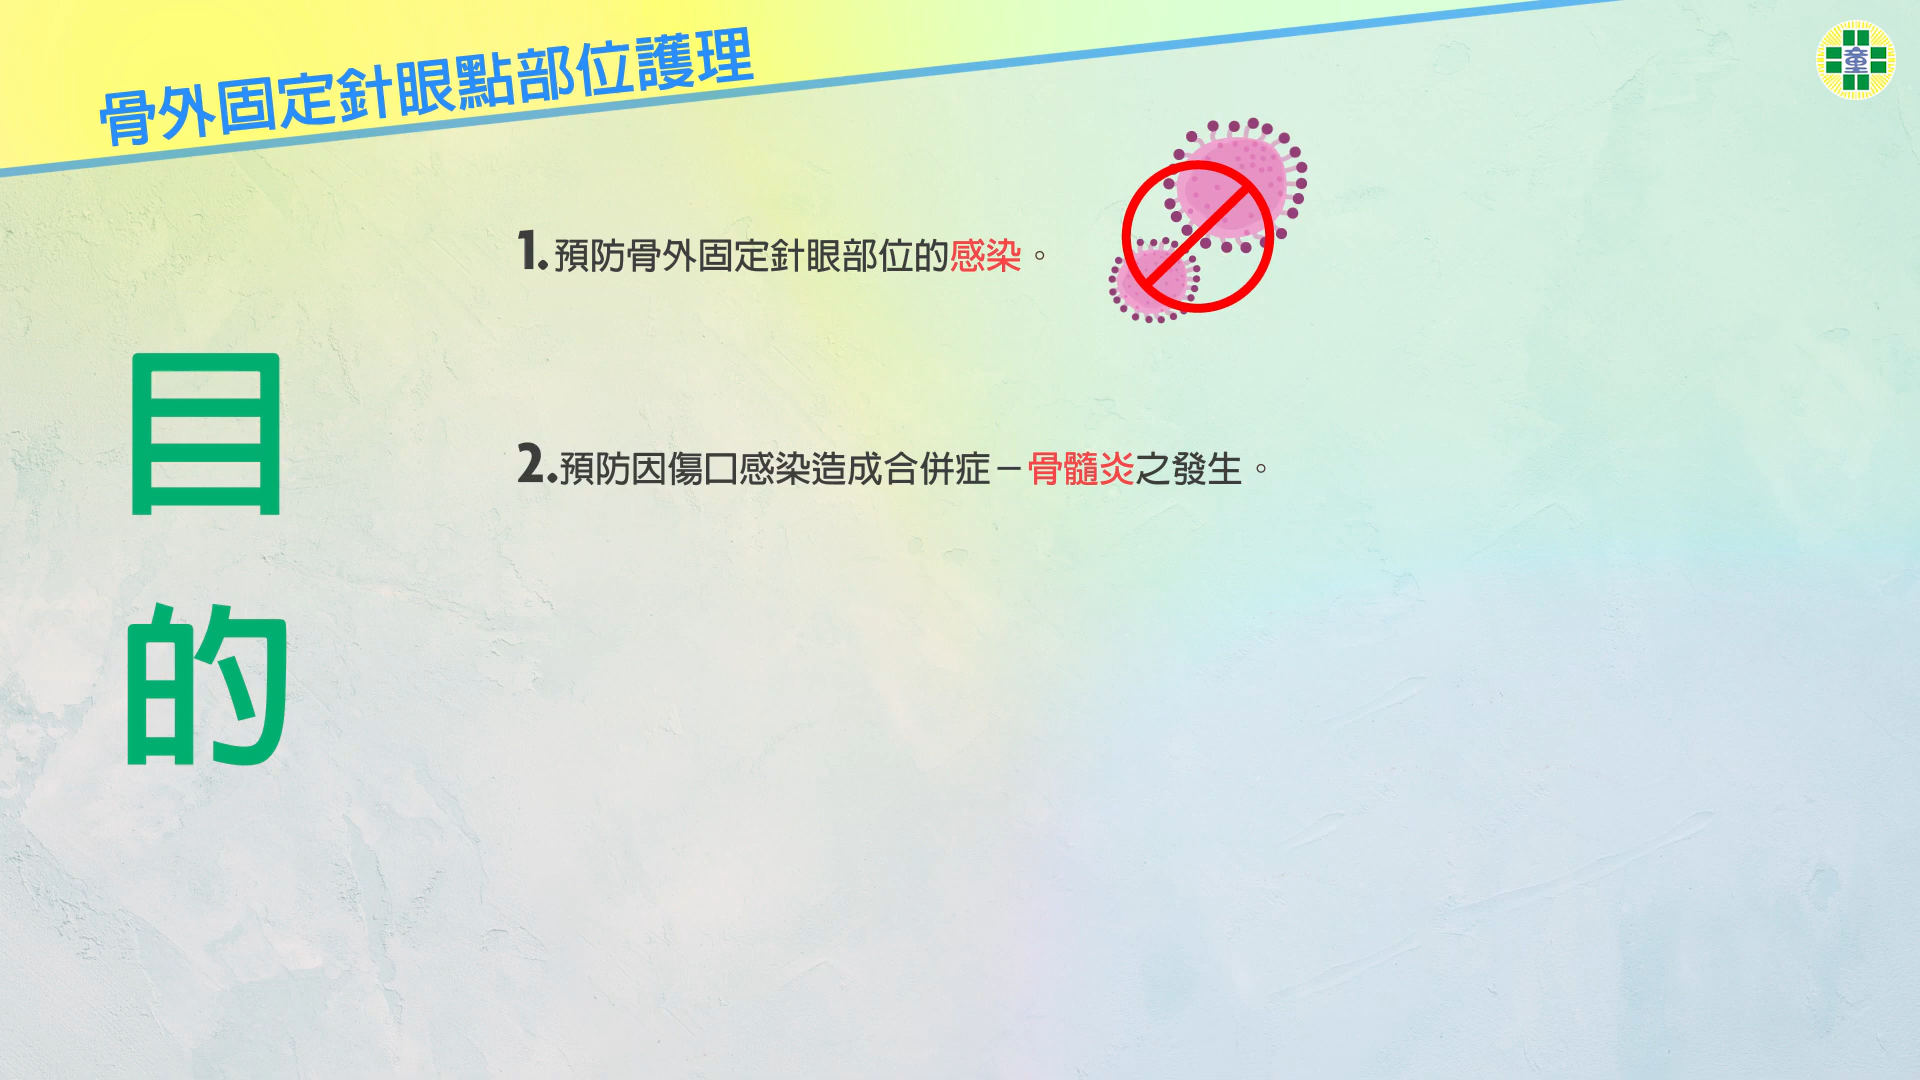 骨外固定針眼點部位護理
童
目的
1.預防骨外固定針眼部位的感染。
2.預防因傷口感染造成合併症－骨髓炎之發生。